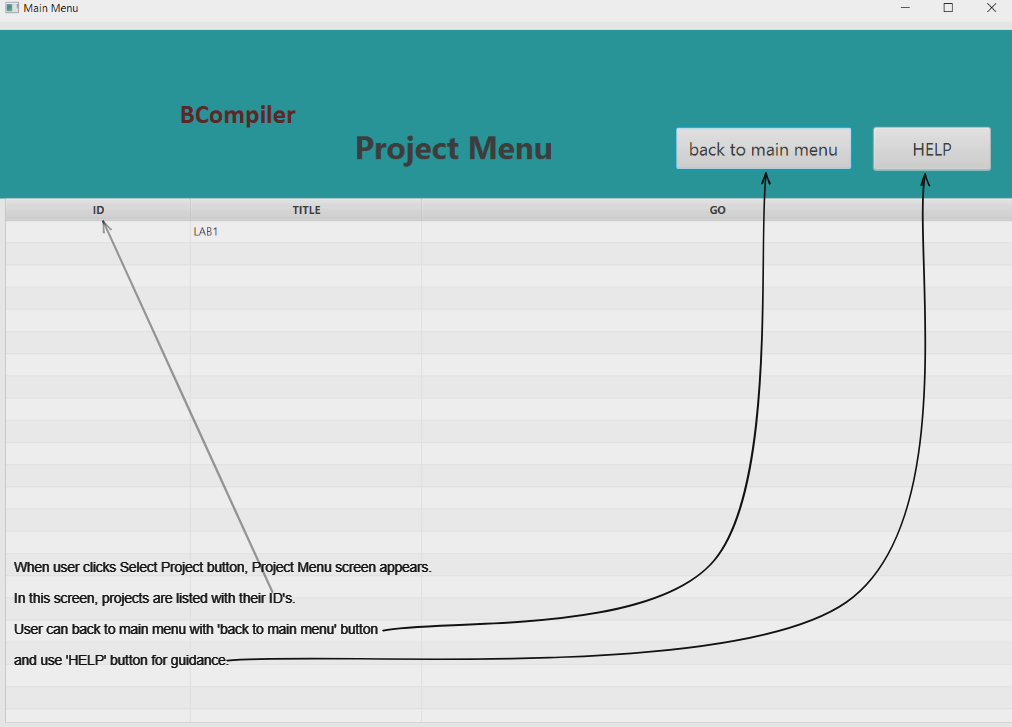 Main Menu
BCompiler
Project Menu
back to main menu
HELP
ID TITLE GO
LAB1
When user clicks Select Project button, Project Menu screen appears.
In this screen, projects are listed with their ID's.
User can back to main menu with 'back to main menu' button
and use 'HELP' button for guidance.